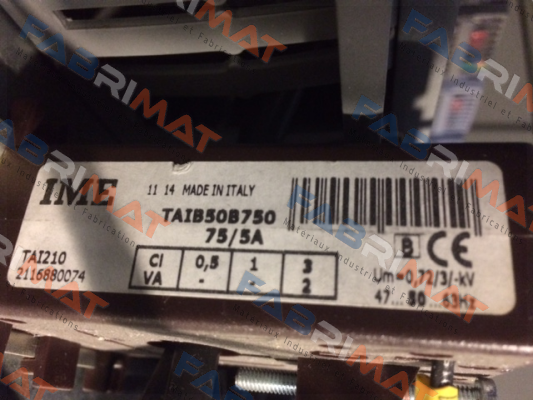 IME 11 14 MADE IN ITALY
TAIB50B750
75/5A
B CE
TAI210
2116880074
Cl 0,5 1 3
VA - 2
Um=0,72/3/-kV
47...50...63Hz
FABRIMAT